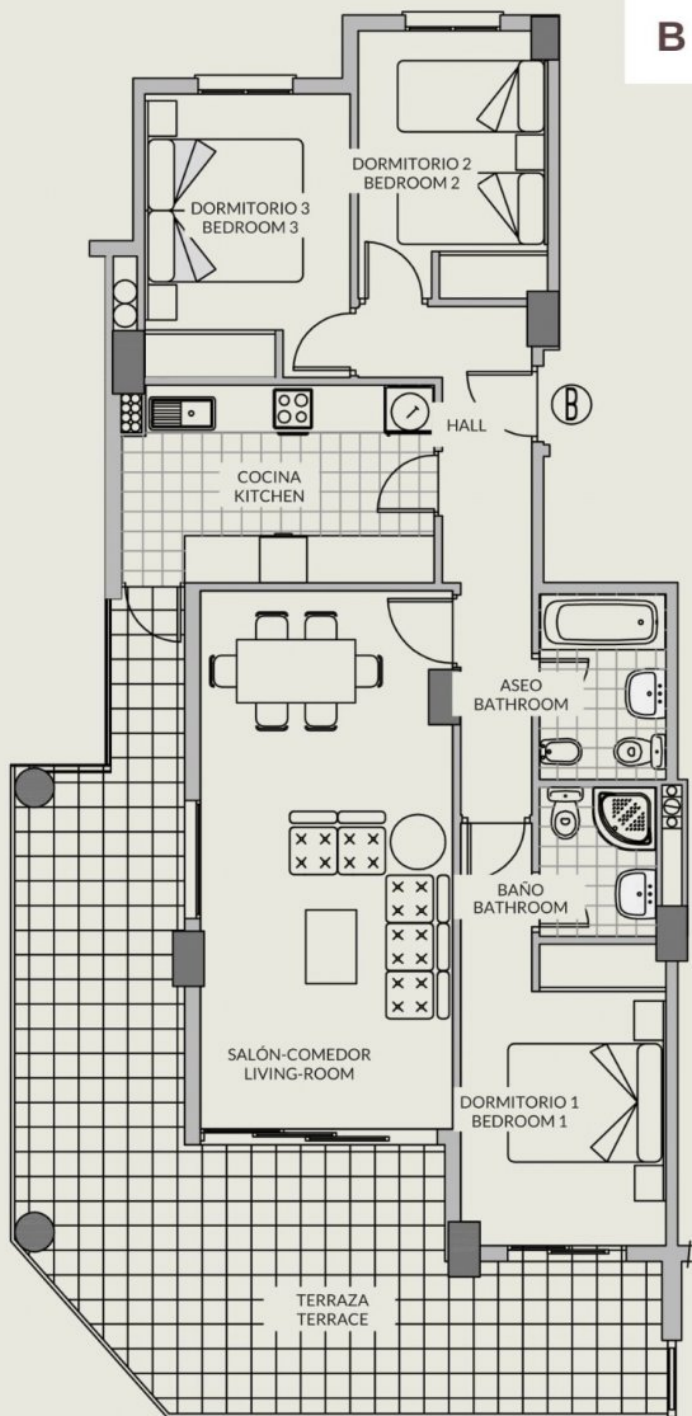 B
DORMITORIO 2
BEDROOM 2
DORMITORIO 3
BEDROOM 3
B
HALL
COCINA
KITCHEN
ASEO
BATHROOM
BAÑO
BATHROOM
SALÓN-COMEDOR
LIVING-ROOM
DORMITORIO 1
BEDROOM 1
TERRAZA
TERRACE